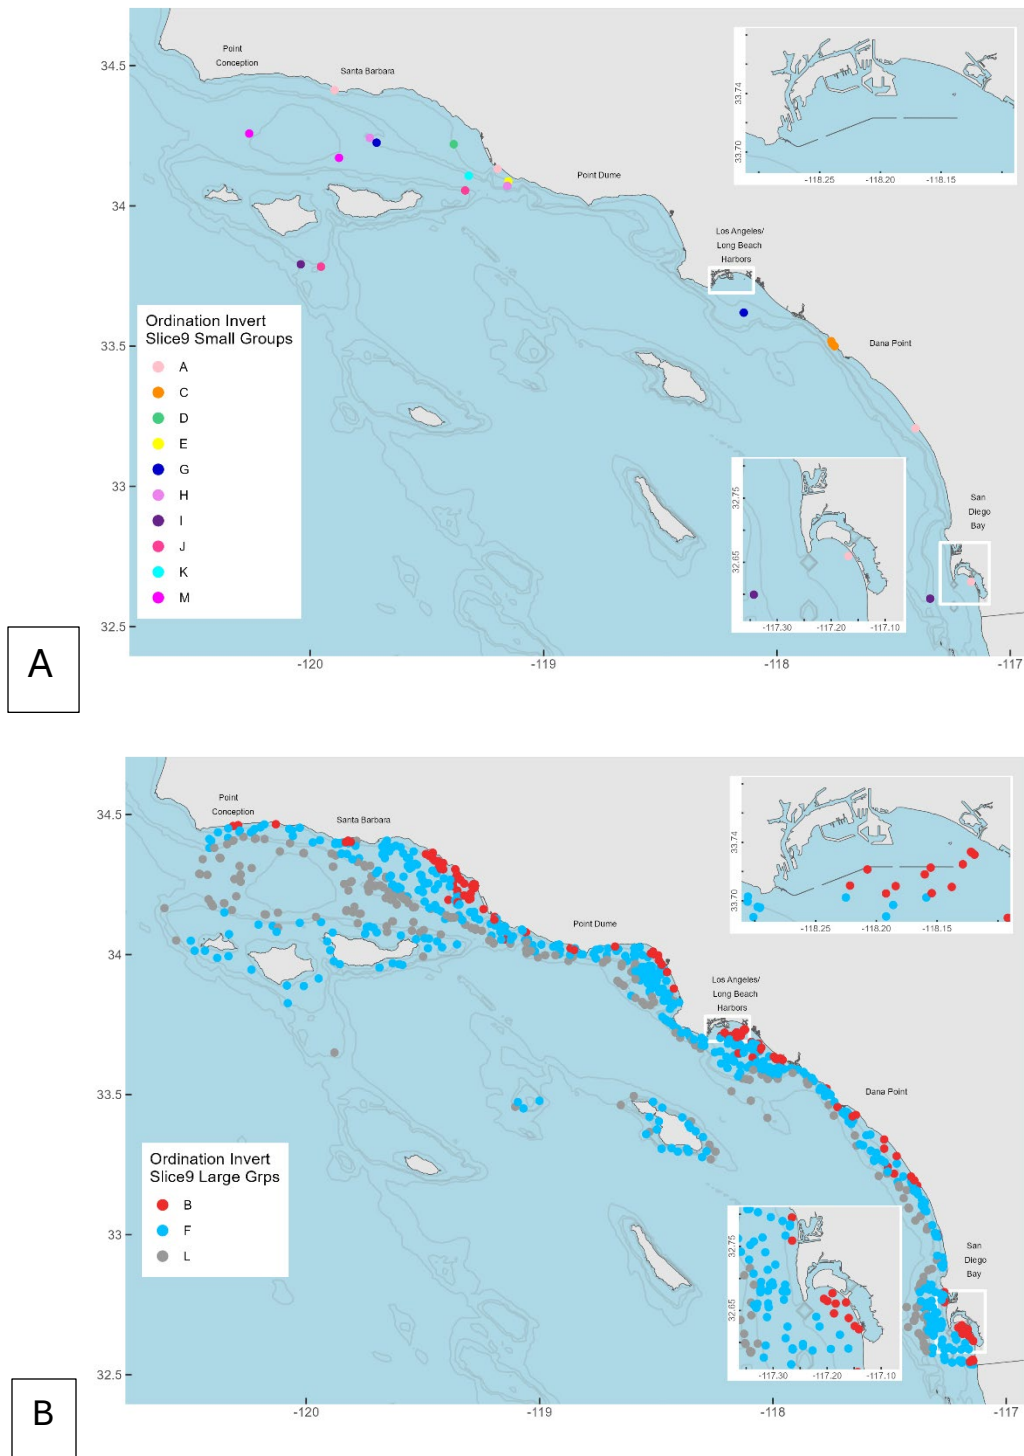 Point
Conception
Santa Barbara
34.5
34
33.5
33
32.5
Point Dume
Los Angeles/
Long Beach
Harbors
Dana Point
San
Diego
Bay
33.74
33.70
-118.25 -118.20 -118.15
Ordination Invert
Slice9 Small Groups
A
C
D
E
G
H
I
J
K
M
32.75
32.65
-117.30 -117.20 -117.10
-120 -119 -118 -117
A
Point
Conception
Santa Barbara
34.5
34
33.5
33
32.5
Point Dume
Los Angeles/
Long Beach
Harbors
Dana Point
San
Diego
Bay
33.74
33.70
-118.25 -118.20 -118.15
Ordination Invert
Slice9 Large Grps
B
F
L
32.75
32.65
-117.30 -117.20 -117.10
-120 -119 -118 -117
B